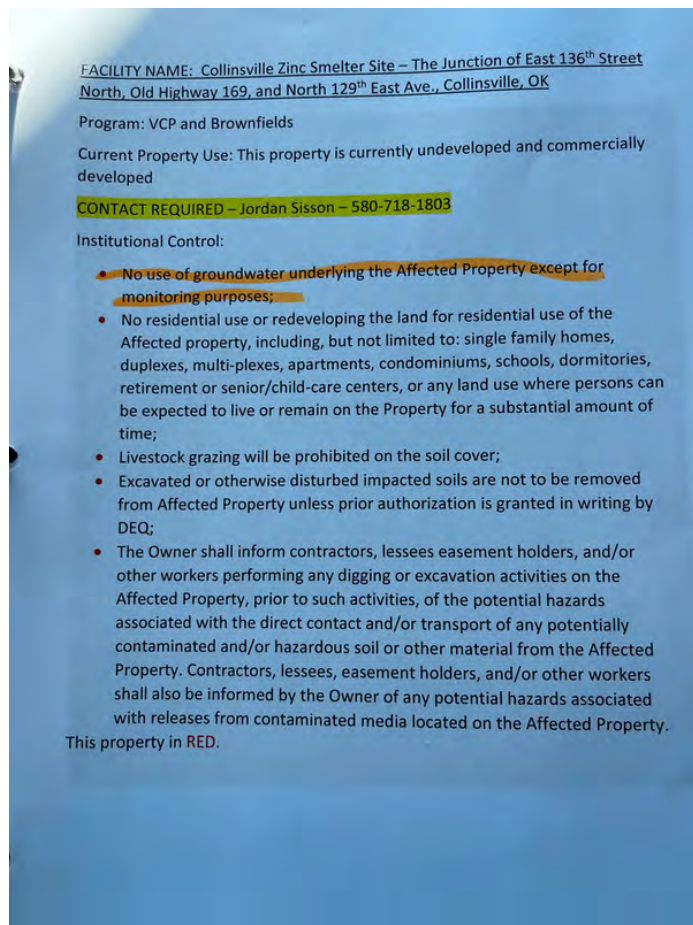 FACILITY NAME: Collinsville Zinc Smelter Site – The Junction of East 136th Street
North, Old Highway 169, and North 129th East Ave., Collinsville, OK
Program: VCP and Brownfields
Current Property Use: This property is currently undeveloped and commercially
developed
CONTACT REQUIRED – Jordan Sisson – 580-718-1803
Institutional Control:
• No use of groundwater underlying the Affected Property except for
monitoring purposes;
• No residential use or redeveloping the land for residential use of the
Affected property, including, but not limited to: single family homes,
duplexes, multi-plexes, apartments, condominiums, schools, dormitories,
retirement or senior/child-care centers, or any land use where persons can
be expected to live or remain on the Property for a substantial amount of
time;
• Livestock grazing will be prohibited on the soil cover;
• Excavated or otherwise disturbed impacted soils are not to be removed
from Affected Property unless prior authorization is granted in writing by
DEQ;
• The Owner shall inform contractors, lessees easement holders, and/or
other workers performing any digging or excavation activities on the
Affected Property, prior to such activities, of the potential hazards
associated with the direct contact and/or transport of any potentially
contaminated and/or hazardous soil or other material from the Affected
Property. Contractors, lessees, easement holders, and/or other workers
shall also be informed by the Owner of any potential hazards associated
with releases from contaminated media located on the Affected Property.
This property in RED.